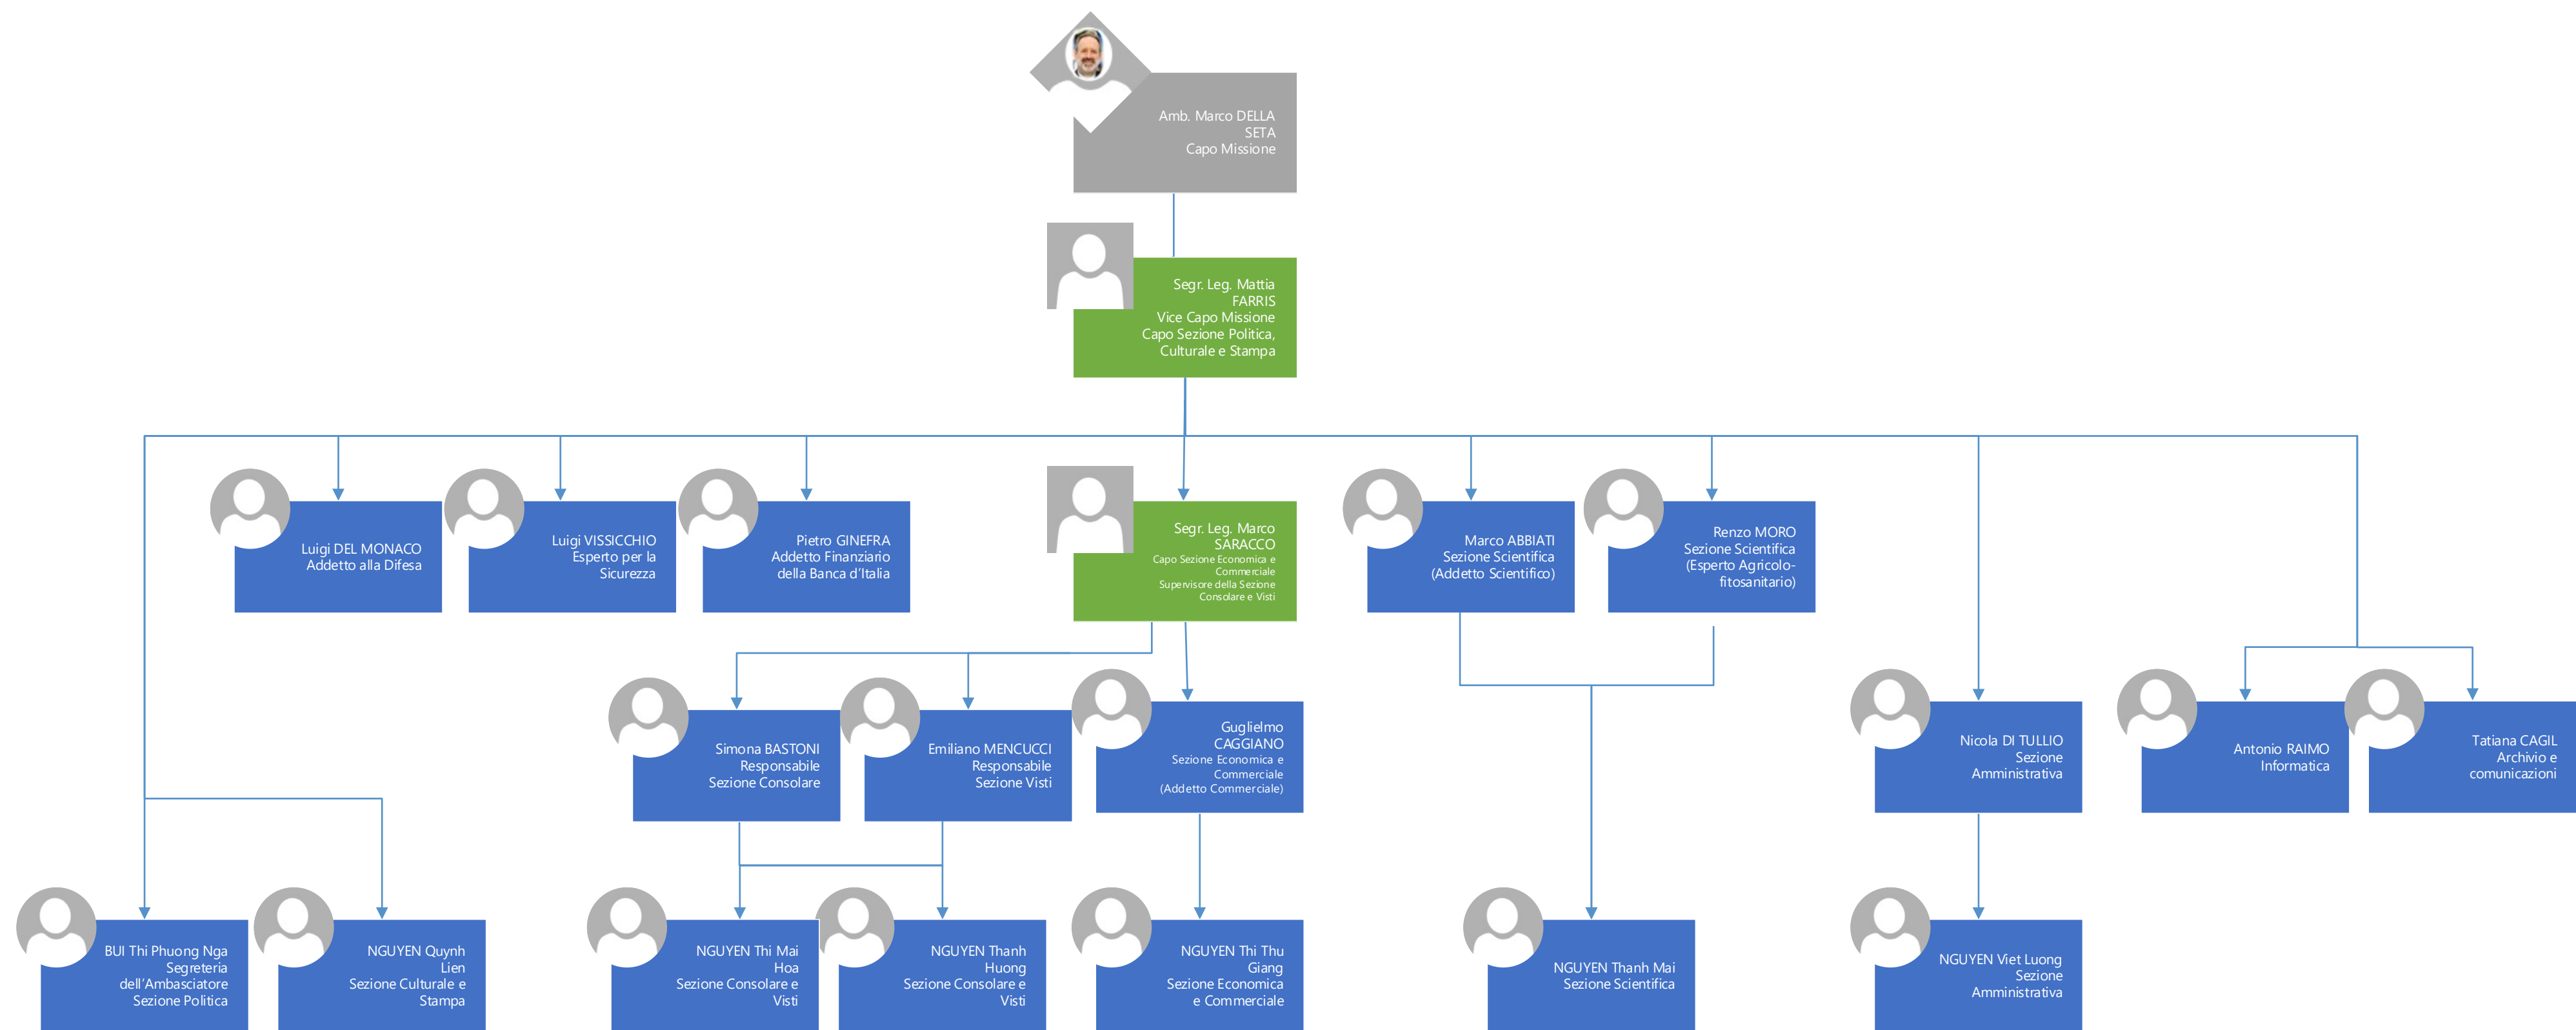 Amb. Marco DELLA
SETA
Capo Missione
Segr. Leg. Mattia
FARRIS
Vice Capo Missione
Capo Sezione Politica,
Culturale e Stampa
Luigi DEL MONACO
Addetto alla Difesa
Luigi VISSICCHIO
Esperto per la
Sicurezza
Pietro GINEFRA
Addetto Finanziario
della Banca d’Italia
Segr. Leg. Marco
SARACCO
Capo Sezione Economica e
Commerciale
Supervisore della Sezione
Consolare e Visti
Marco ABBIATI
Sezione Scientifica
(Addetto Scientifico)
Renzo MORO
Sezione Scientifica
(Esperto Agricolo-
fitosanitario)
Simona BASTONI
Responsabile
Sezione Consolare
Emiliano MENCUCCI
Responsabile
Sezione Visti
Guglielmo
CAGGIANO
Sezione Economica e
Commerciale
(Addetto Commerciale)
Nicola DI TULLIO
Sezione
Amministrativa
Antonio RAIMO
Informatica
Tatiana CAGIL
Archivio e
comunicazioni
BUI Thi Phuong Nga
Segreteria
dell’Ambasciatore
Sezione Politica
NGUYEN Quynh
Lien
Sezione Culturale e
Stampa
NGUYEN Thi Mai
Hoa
Sezione Consolare e
Visti
NGUYEN Thanh
Huong
Sezione Consolare e
Visti
NGUYEN Thi Thu
Giang
Sezione Economica
e Commerciale
NGUYEN Thanh Mai
Sezione Scientifica
NGUYEN Viet Luong
Sezione
Amministrativa